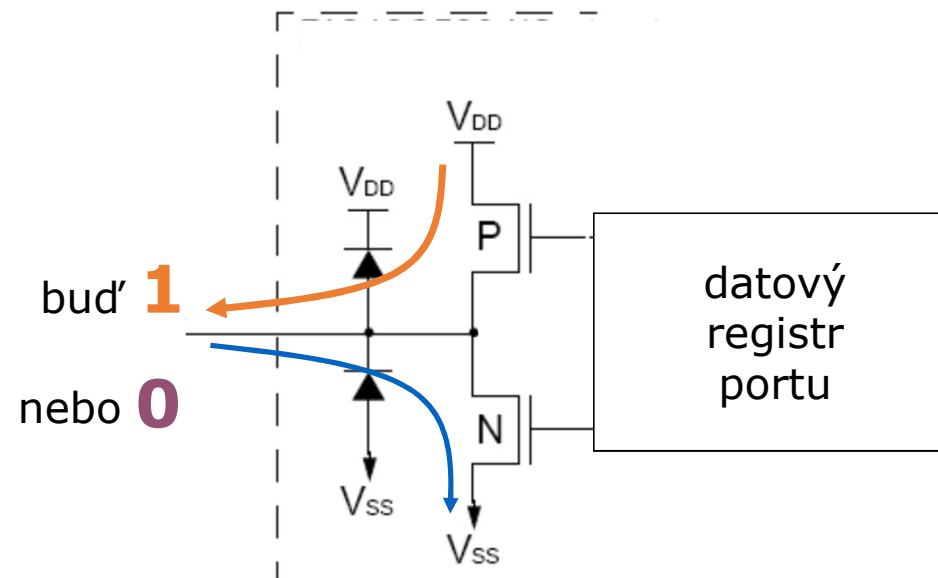 VDD
VDD
P
buď 1
datový
registr
portu
nebo 0
N
VSS
VSS